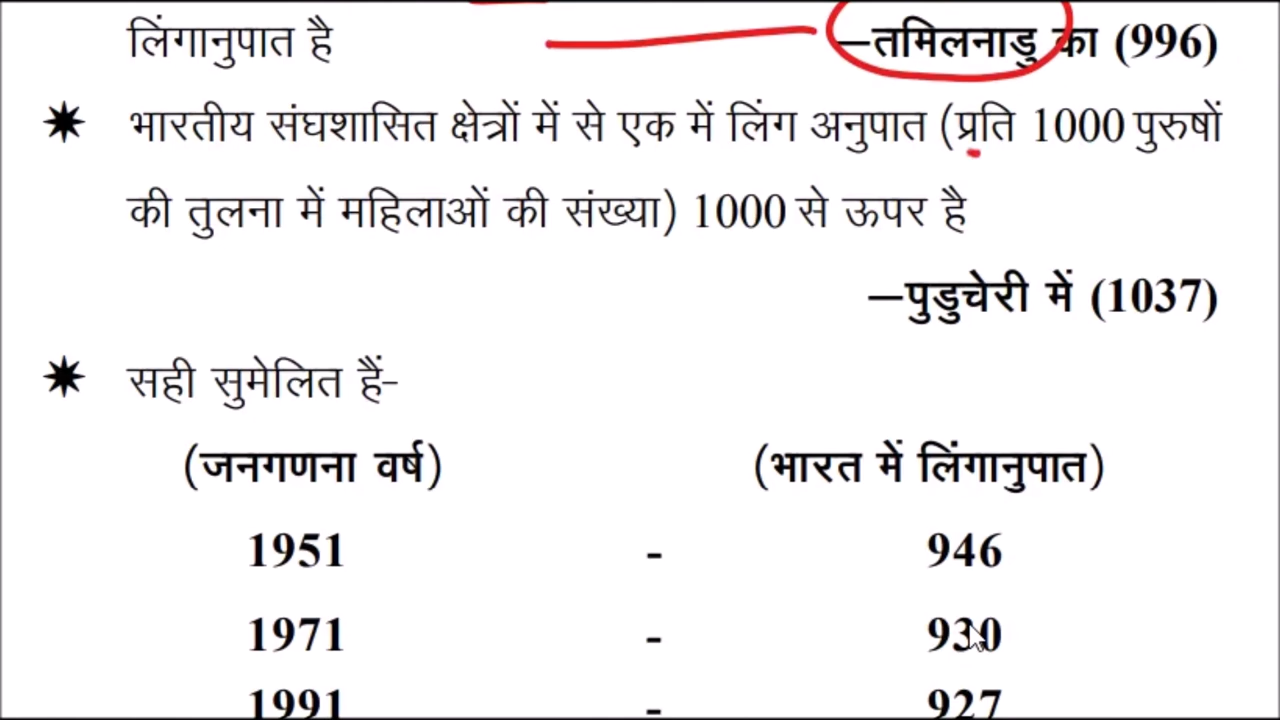 लिंगानुपात है –तमिलनाडु का (996)
✷ भारतीय संघशासित क्षेत्रों में से एक में लिंग अनुपात (प्रति 1000 पुरुषों
की तुलना में महिलाओं की संख्या) 1000 से ऊपर है
–पुडुचेरी में (1037)
✷ सही सुमेलित हैं-
(जनगणना वर्ष) (भारत में लिंगानुपात)
1951 - 946
1971 - 930
1991 - 927